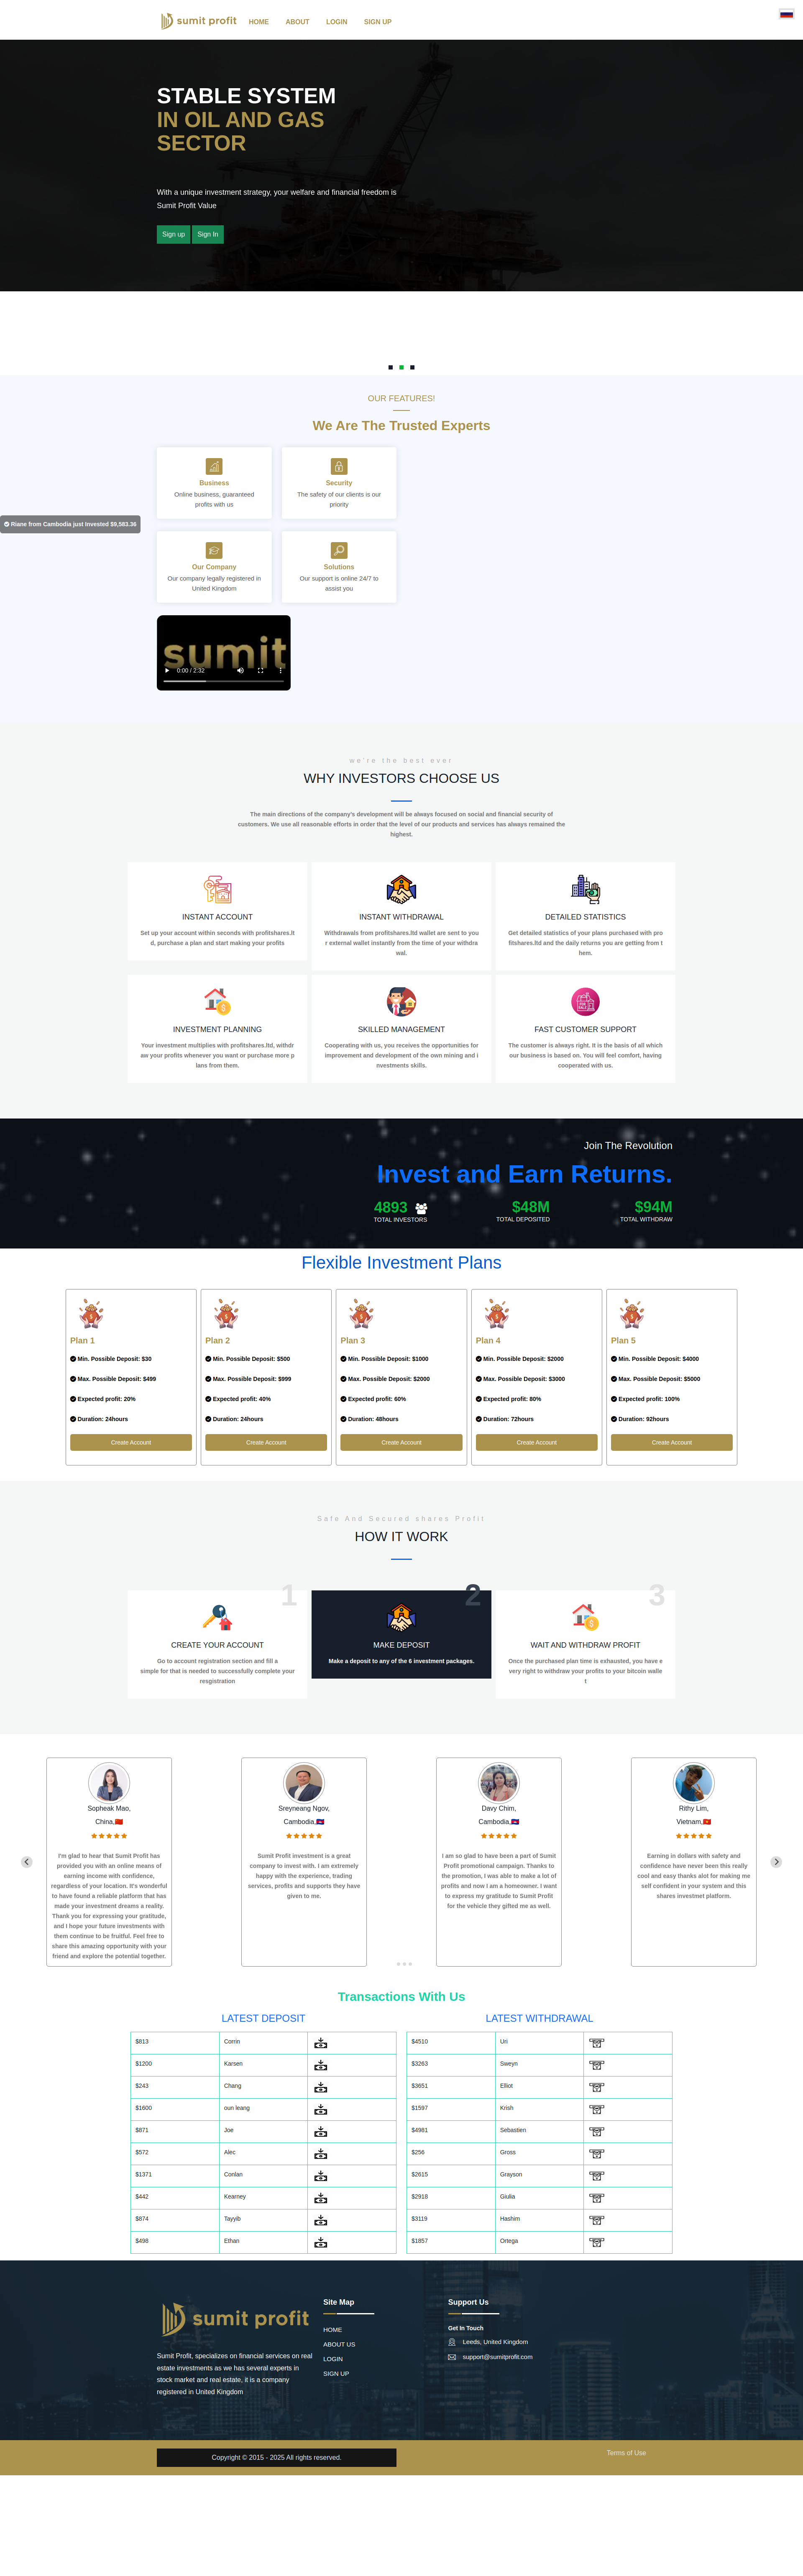 sumit profit
HOME
ABOUT
LOGIN
SIGN UP
STABLE SYSTEM
IN OIL AND GAS
SECTOR
With a unique investment strategy, your welfare and financial freedom is
Sumit Profit Value
Sign up
Sign In
OUR FEATURES!
We Are The Trusted Experts
Business
Online business, guaranteed
profits with us
Security
The safety of our clients is our
priority
Riane from Cambodia just Invested $9,583.36
Our Company
Our company legally registered in
United Kingdom
Solutions
Our support is online 24/7 to
assist you
sumit
0:00 / 2:32
we're the best ever
WHY INVESTORS CHOOSE US
The main directions of the company's development will be always focused on social and financial security of
customers. We use all reasonable efforts in order that the level of our products and services has always remained the
highest.
INSTANT ACCOUNT
Set up your account within seconds with profitshares.lt
d, purchase a plan and start making your profits
INSTANT WITHDRAWAL
Withdrawals from profitshares.ltd wallet are sent to you
r external wallet instantly from the time of your withdra
wal.
DETAILED STATISTICS
Get detailed statistics of your plans purchased with pro
fitshares.ltd and the daily returns you are getting from t
hem.
INVESTMENT PLANNING
Your investment multiplies with profitshares.ltd, withdr
aw your profits whenever you want or purchase more p
lans from them.
SKILLED MANAGEMENT
Cooperating with us, you receives the opportunities for
improvement and development of the own mining and i
nvestments skills.
FAST CUSTOMER SUPPORT
The customer is always right. It is the basis of all which
our business is based on. You will feel comfort, having
cooperated with us.
Join The Revolution
Invest and Earn Returns.
4893
TOTAL INVESTORS
$48M
TOTAL DEPOSITED
$94M
TOTAL WITHDRAW
Flexible Investment Plans
Plan 1
Min. Possible Deposit: $30
Max. Possible Deposit: $499
Expected profit: 20%
Duration: 24hours
Create Account
Plan 2
Min. Possible Deposit: $500
Max. Possible Deposit: $999
Expected profit: 40%
Duration: 24hours
Create Account
Plan 3
Min. Possible Deposit: $1000
Max. Possible Deposit: $2000
Expected profit: 60%
Duration: 48hours
Create Account
Plan 4
Min. Possible Deposit: $2000
Max. Possible Deposit: $3000
Expected profit: 80%
Duration: 72hours
Create Account
Plan 5
Min. Possible Deposit: $4000
Max. Possible Deposit: $5000
Expected profit: 100%
Duration: 92hours
Create Account
Safe And Secured shares Profit
HOW IT WORK
1
CREATE YOUR ACCOUNT
Go to account registration section and fill a
simple for that is needed to successfully complete your
resgistration
2
MAKE DEPOSIT
Make a deposit to any of the 6 investment packages.
3
WAIT AND WITHDRAW PROFIT
Once the purchased plan time is exhausted, you have e
very right to withdraw your profits to your bitcoin walle
t
Sopheak Mao,
China,
I'm glad to hear that Sumit Profit has
provided you with an online means of
earning income with confidence,
regardless of your location. It's wonderful
to have found a reliable platform that has
made your investment dreams a reality.
Thank you for expressing your gratitude,
and I hope your future investments with
them continue to be fruitful. Feel free to
share this amazing opportunity with your
friend and explore the potential together.
Sreyneang Ngov,
Cambodia,
Sumit Profit investment is a great
company to invest with. I am extremely
happy with the experience, trading
services, profits and supports they have
given to me.
Davy Chim,
Cambodia,
I am so glad to have been a part of Sumit
Profit promotional campaign. Thanks to
the promotion, I was able to make a lot of
profits and now I am a homeowner. I want
to express my gratitude to Sumit Profit
for the vehicle they gifted me as well.
Rithy Lim,
Vietnam,
Earning in dollars with safety and
confidence have never been this really
cool and easy thanks alot for making me
self confident in your system and this
shares investmet platform.
Transactions With Us
LATEST DEPOSIT
$813 Corrin
$1200 Karsen
$243 Chang
$1600 oun leang
$871 Joe
$572 Alec
$1371 Conlan
$442 Kearney
$874 Tayyib
$498 Ethan
LATEST WITHDRAWAL
$4510 Uri
$3263 Sweyn
$3651 Elliot
$1597 Krish
$4981 Sebastien
$256 Gross
$2615 Grayson
$2918 Giulia
$3119 Hashim
$1857 Ortega
sumit profit
Sumit Profit, specializes on financial services on real
estate investments as we has several experts in
stock market and real estate, it is a company
registered in United Kingdom
Site Map
HOME
ABOUT US
LOGIN
SIGN UP
Support Us
Get In Touch
Leeds, United Kingdom
support@sumitprofit.com
Copyright © 2015 - 2025 All rights reserved.
Terms of Use